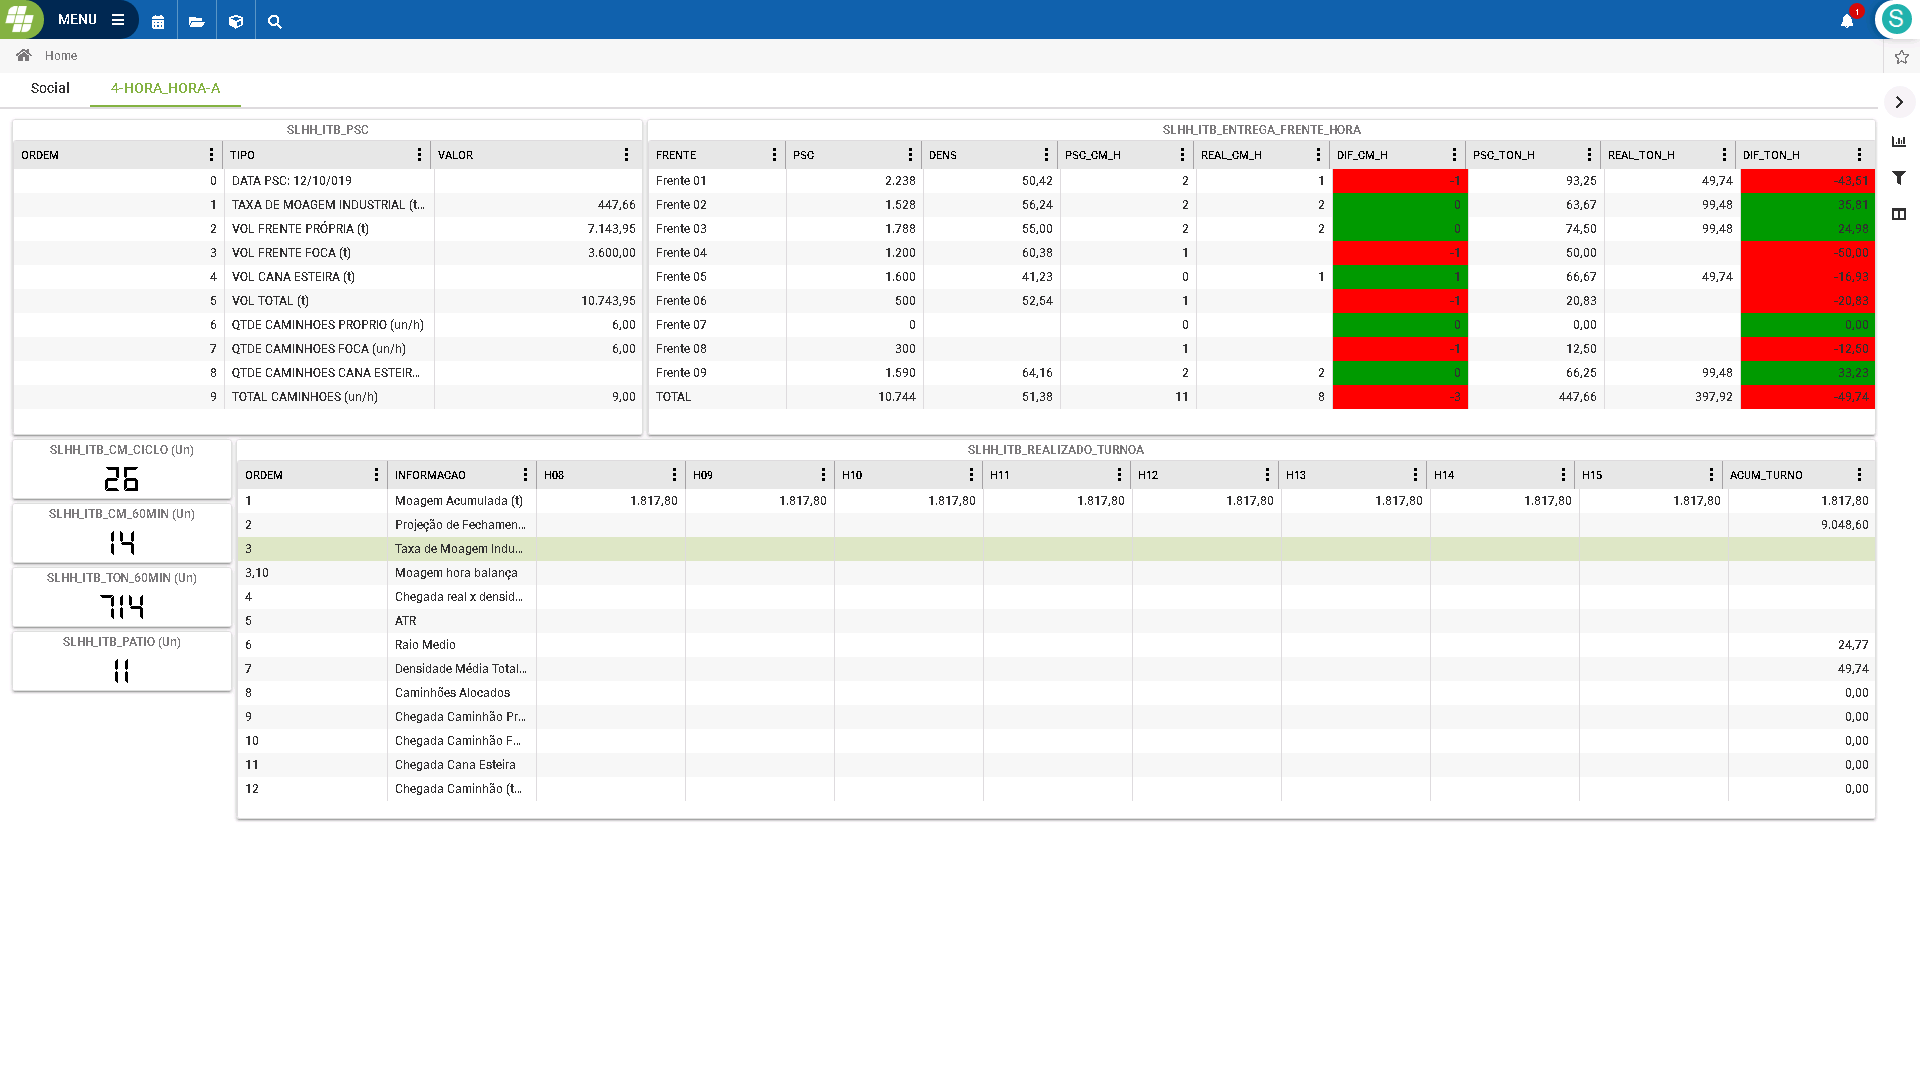 MENU
1
S
Home
Social
4-HORA_HORA-A
SLHH_ITB_PSC
ORDEM TIPO VALOR
0 DATA PSC: 12/10/019
1 TAXA DE MOAGEM INDUSTRIAL (t... 447,66
2 VOL FRENTE PRÓPRIA (t) 7.143,95
3 VOL FRENTE FOCA (t) 3.600,00
4 VOL CANA ESTEIRA (t)
5 VOL TOTAL (t) 10.743,95
6 QTDE CAMINHOES PROPRIO (un/h) 6,00
7 QTDE CAMINHOES FOCA (un/h) 6,00
8 QTDE CAMINHOES CANA ESTEIR...
9 TOTAL CAMINHOES (un/h) 9,00
SLHH_ITB_ENTREGA_FRENTE_HORA
FRENTE PSC DENS PSC_CM_H REAL_CM_H DIF_CM_H PSC_TON_H REAL_TON_H DIF_TON_H
Frente 01 2.238 50,42 2 1 -1 93,25 49,74 -43,51
Frente 02 1.528 56,24 2 2 0 63,67 99,48 35,81
Frente 03 1.788 55,00 2 2 0 74,50 99,48 24,98
Frente 04 1.200 60,38 1 -1 50,00 -50,00
Frente 05 1.600 41,23 0 1 1 66,67 49,74 -16,93
Frente 06 500 52,54 1 -1 20,83 -20,83
Frente 07 0 0 0 0,00 0,00
Frente 08 300 1 -1 12,50 -12,50
Frente 09 1.590 64,16 2 2 0 66,25 99,48 33,23
TOTAL 10.744 51,38 11 8 -3 447,66 397,92 -49,74
SLHH_ITB_CM_CICLO (Un)
26
SLHH_ITB_CM_60MIN (Un)
14
SLHH_ITB_TON_60MIN (Un)
714
SLHH_ITB_PATIO (Un)
11
SLHH_ITB_REALIZADO_TURNOA
ORDEM INFORMACAO H08 H09 H10 H11 H12 H13 H14 H15 ACUM_TURNO
1 Moagem Acumulada (t) 1.817,80 1.817,80 1.817,80 1.817,80 1.817,80 1.817,80 1.817,80 1.817,80 1.817,80
2 Projeção de Fechamen... 9.048,60
3 Taxa de Moagem Indu...
3,10 Moagem hora balança
4 Chegada real x densid...
5 ATR
6 Raio Medio 24,77
7 Densidade Média Total... 49,74
8 Caminhões Alocados 0,00
9 Chegada Caminhão Pr... 0,00
10 Chegada Caminhão F... 0,00
11 Chegada Cana Esteira 0,00
12 Chegada Caminhão (t... 0,00